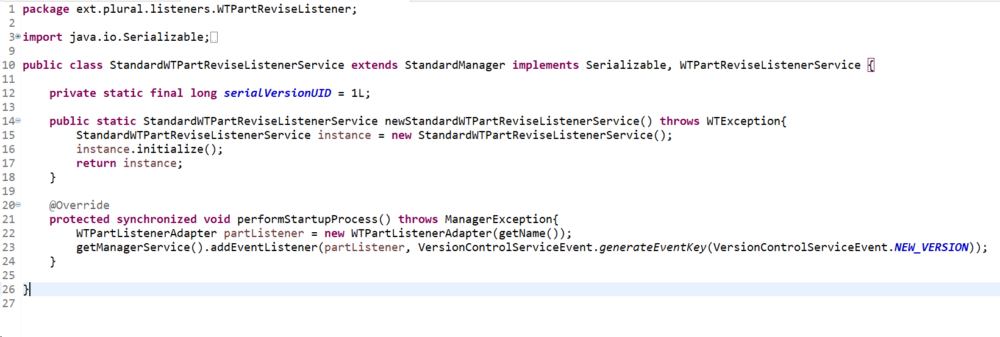 1 package ext.plural.listeners.WTPartReviseListener;
2
3 import java.io.Serializable;
9
10 public class StandardWTPartReviseListenerService extends StandardManager implements Serializable, WTPartReviseListenerService {
11
12     private static final long serialVersionUID = 1L;
13
14     public static StandardWTPartReviseListenerService newStandardWTPartReviseListenerService() throws WTException{
15         StandardWTPartReviseListenerService instance = new StandardWTPartReviseListenerService();
16         instance.initialize();
17         return instance;
18     }
19
20     @Override
21     protected synchronized void performStartupProcess() throws ManagerException{
22         WTPartListenerAdapter partListener = new WTPartListenerAdapter(getName());
23         getManagerService().addEventListener(partListener, VersionControlServiceEvent.generateEventKey(VersionControlServiceEvent.NEW_VERSION));
24     }
25
26 }
27